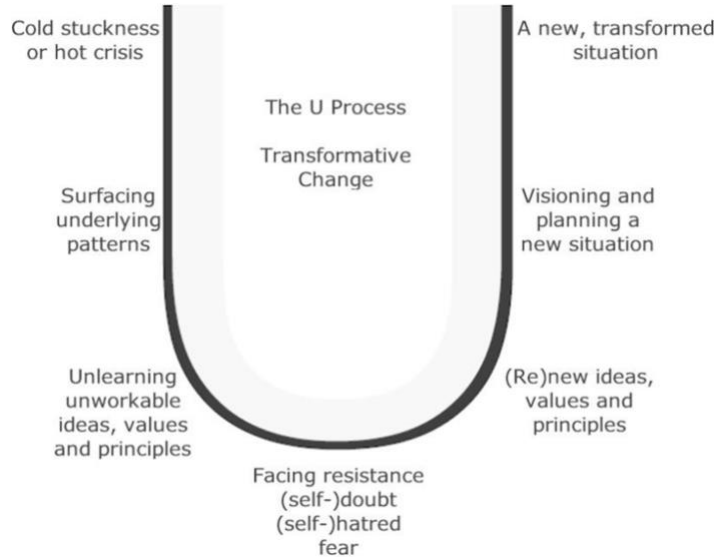 Cold stuckness
or hot crisis
Surfacing
underlying
patterns
Unlearning
unworkable
ideas, values
and principles
Facing resistance
(self-)doubt
(self-)hatred
fear
(Re)new ideas,
values and
principles
Visioning and
planning a
new situation
A new, transformed
situation
The U Process
Transformative
Change